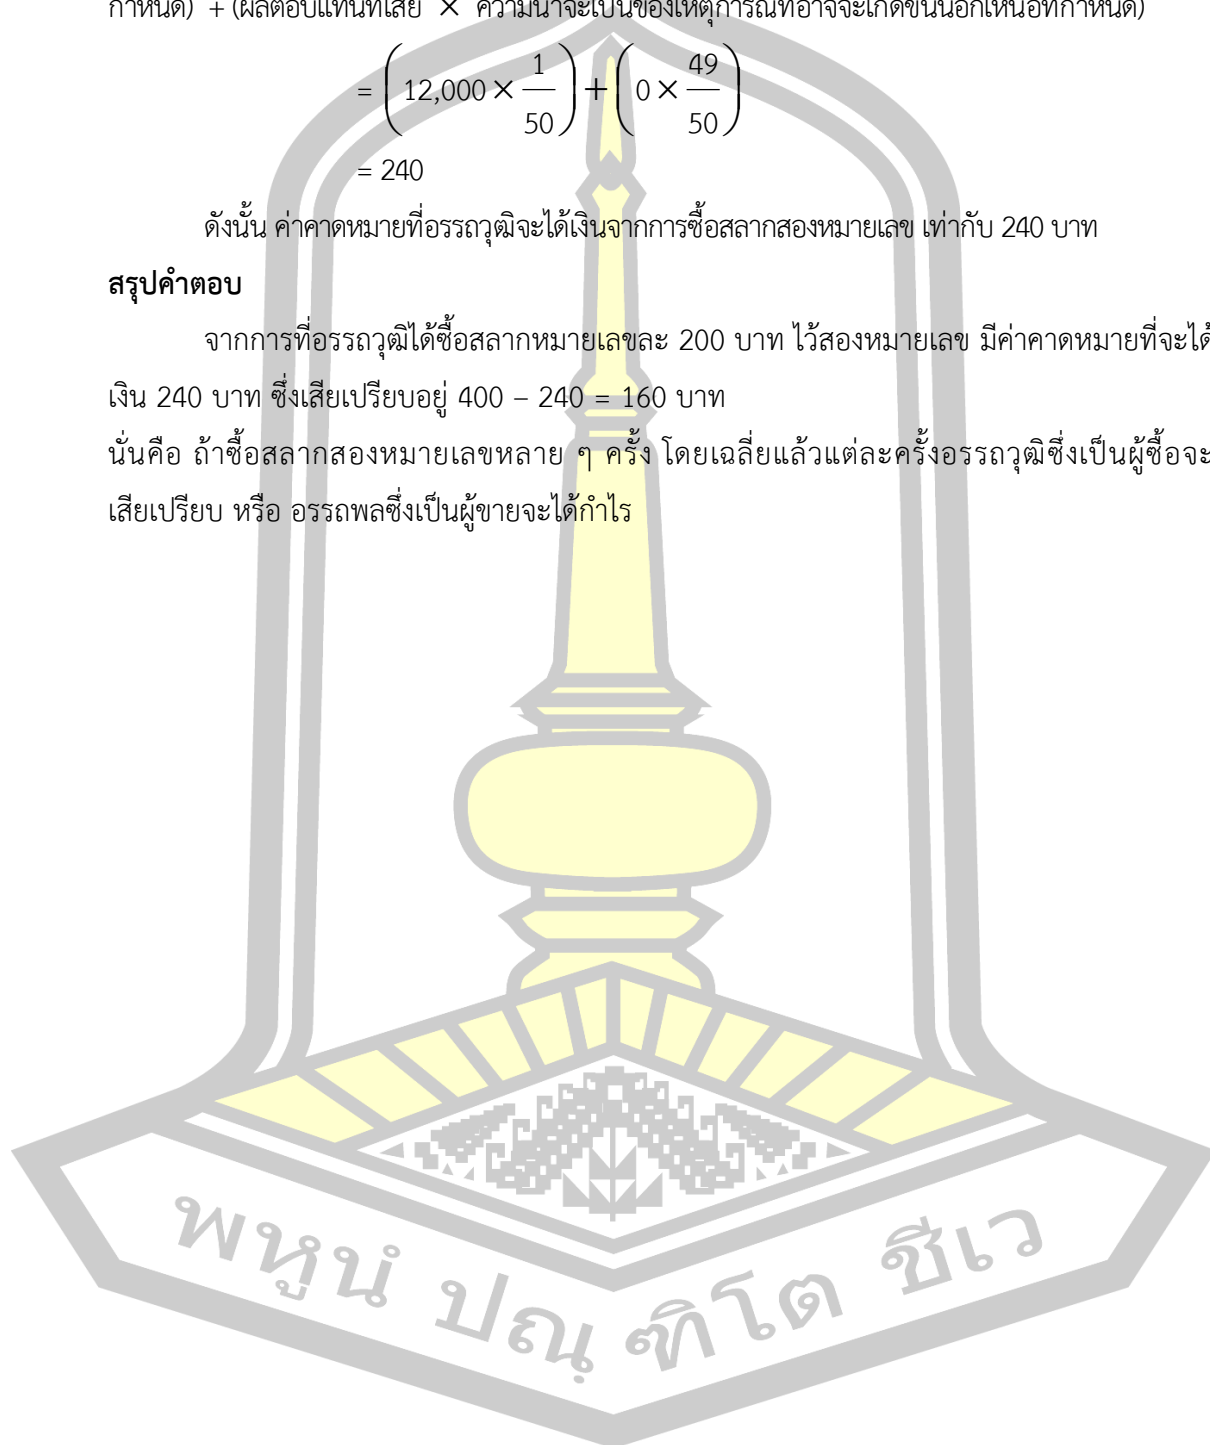 กำหนด) + (ผลตอบแทนที่เสีย × ความน่าจะเป็นของเหตุการณ์ที่อาจจะเกิดขึ้นนอกเหนือที่กำหนด)
= (12,000 × 1/50) + (0 × 49/50)
= 240
ดังนั้น ค่าคาดหมายที่อรรถวุฒิจะได้เงินจากการซื้อสลากสองหมายเลข เท่ากับ 240 บาท
สรุปคำตอบ
จากการที่อรรถวุฒิได้ซื้อสลากหมายเลขละ 200 บาท ไว้สองหมายเลข มีค่าคาดหมายที่จะได้
เงิน 240 บาท ซึ่งเสียเปรียบอยู่ 400 – 240 = 160 บาท
นั่นคือ ถ้าซื้อสลากสองหมายเลขหลาย ๆ ครั้ง โดยเฉลี่ยแล้วแต่ละครั้งอรรถวุฒิซึ่งเป็นผู้ซื้อจะ
เสียเปรียบ หรือ อรรถพลซึ่งเป็นผู้ขายจะได้กำไร
พหูนํ ปณฺฑิโต ชีเว